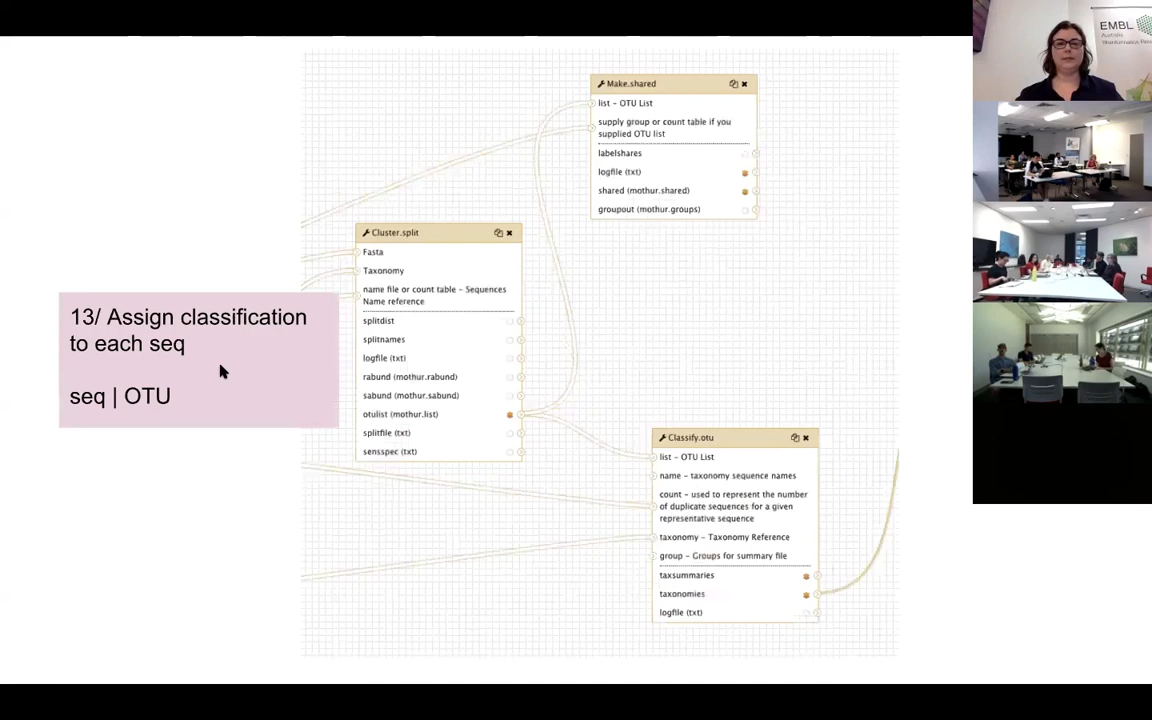 EMBL
Make.shared
list - OTU List
supply group or count table if you
supplied OTU list
labelshares
logfile (txt)
shared (mothur.shared)
groupout (mothur.groups)
Cluster.split
Fasta
Taxonomy
name file or count table - Sequences
Name reference
splitdist
splitnames
logfile (txt)
rabund (mothur.rabund)
sabund (mothur.sabund)
otulist (mothur.list)
splitfile (txt)
sensspec (txt)
13/ Assign classification
to each seq
seq | OTU
Classify.otu
list - OTU List
name - taxonomy sequence names
count - used to represent the number
of duplicate sequences for a given
representative sequence
taxonomy - Taxonomy Reference
group - Groups for summary file
taxsummaries
taxonomies
logfile (txt)